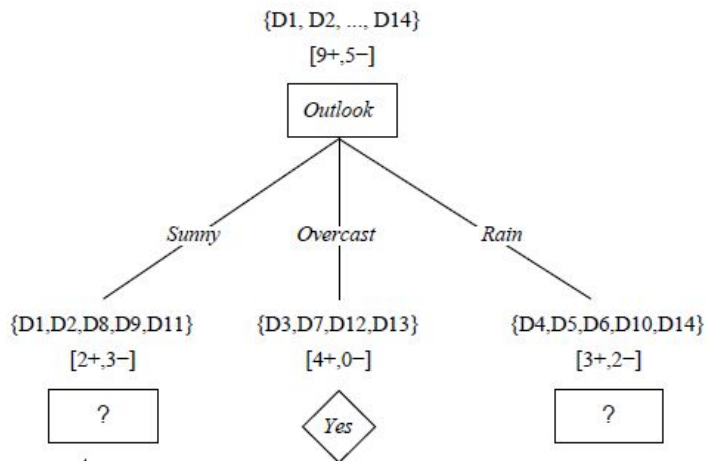 {D1, D2, ..., D14}
[9+,5−]
Outlook
Sunny Overcast Rain
{D1,D2,D8,D9,D11} {D3,D7,D12,D13} {D4,D5,D6,D10,D14}
[2+,3−] [4+,0−] [3+,2−]
? Yes ?